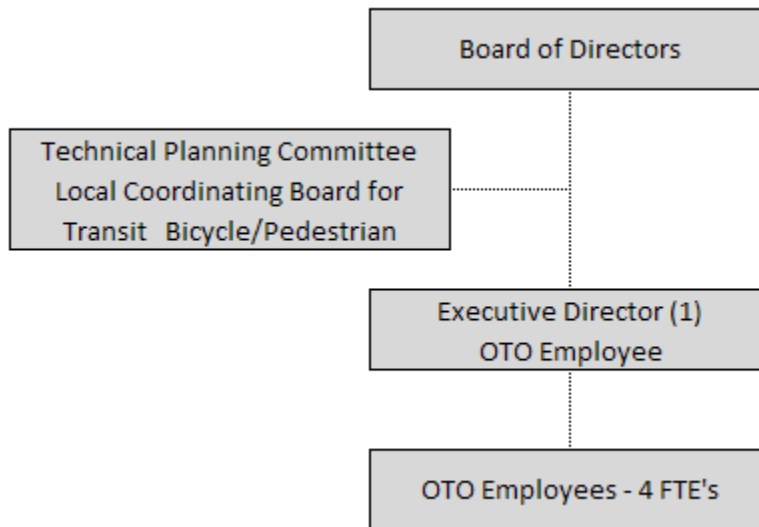 Board of Directors
Technical Planning Committee
Local Coordinating Board for
Transit Bicycle/Pedestrian
Executive Director (1)
OTO Employee
OTO Employees - 4 FTE's